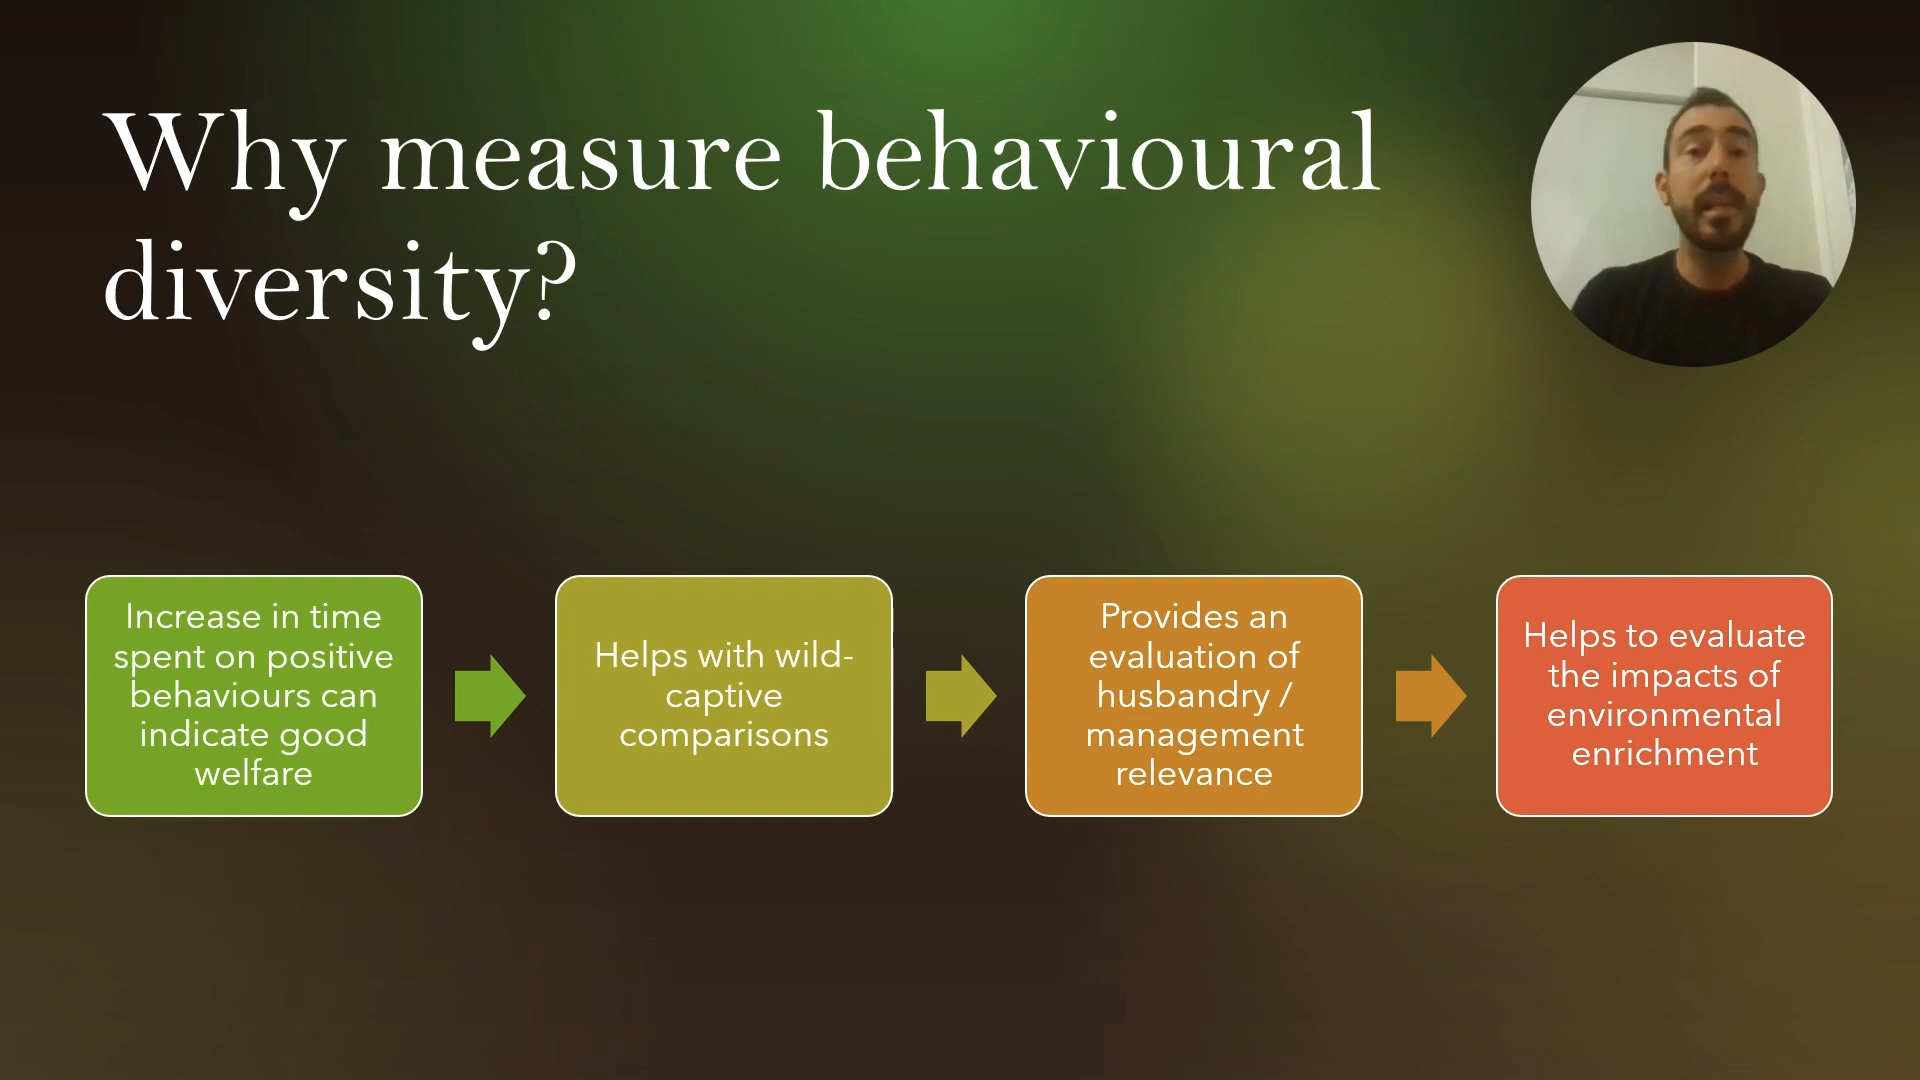 Why measure behavioural
diversity?
Increase in time
spent on positive
behaviours can
indicate good
welfare
Helps with wild-
captive
comparisons
Provides an
evaluation of
husbandry /
management
relevance
Helps to evaluate
the impacts of
environmental
enrichment